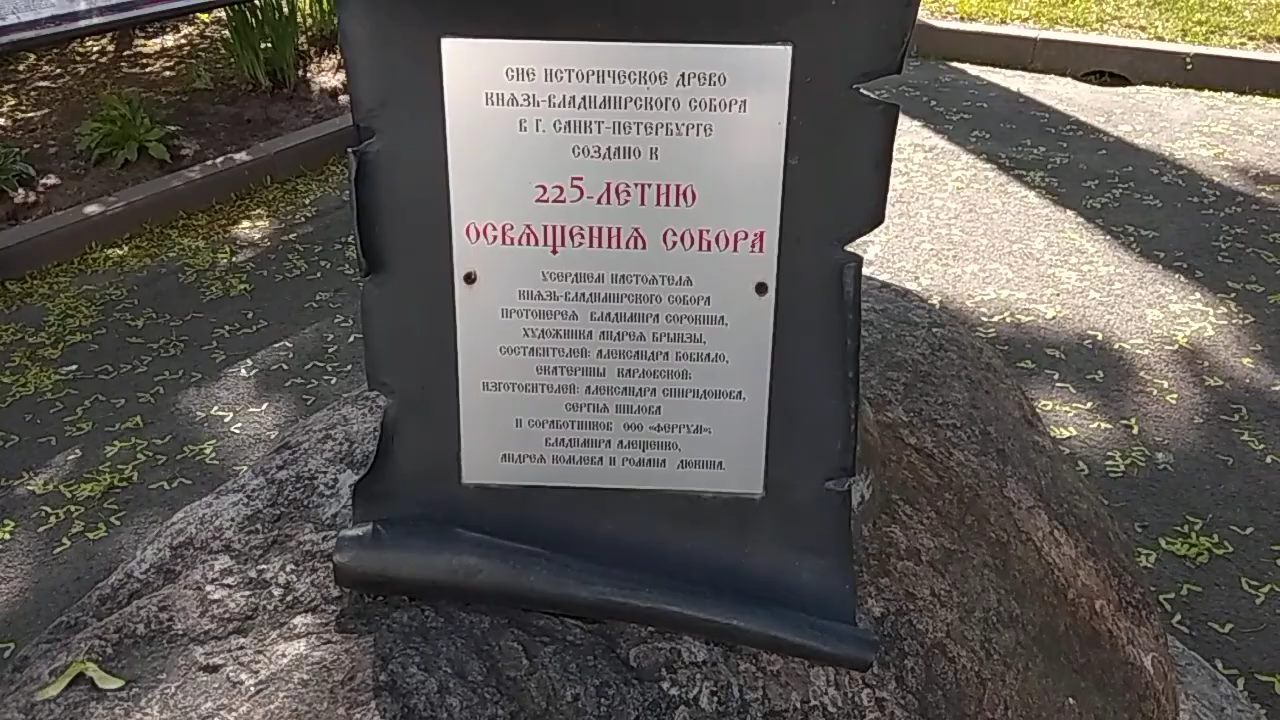 СИЕ ИСТОРИЧЕСКОЕ ДРЕВО
КНЯЗЬ-ВЛАДИМИРСКОГО СОБОРА
В Г. САНКТ-ПЕТЕРБУРГЕ
СОЗДАНО К
225-ЛЕТИЮ
ОСВЯЩЕНИЯ СОБОРА
УСЕРДИЕМ НАСТОЯТЕЛЯ
КНЯЗЬ-ВЛАДИМИРСКОГО СОБОРА
ПРОТОИЕРЕЯ ВЛАДИМИРА СОРОКИНА,
ХУДОЖНИКА АНДРЕЯ БРЫНЗЫ,
СОСТАВИТЕЛЕЙ: АЛЕКСАНДРА БОВКАЛО,
ЕКАТЕРИНЫ КАРЛОВСКОЙ;
ИЗГОТОВИТЕЛЕЙ: АЛЕКСАНДРА СПИРИДОНОВА,
СЕРГИЯ ШИЛОВА
И СОРАБОТНИКОВ ООО «ФЕРРУМ»:
ВЛАДИМИРА АЛЕЩЕНКО,
АНДРЕЯ КОМЛЕВА И РОМАНА ДЮКИНА.